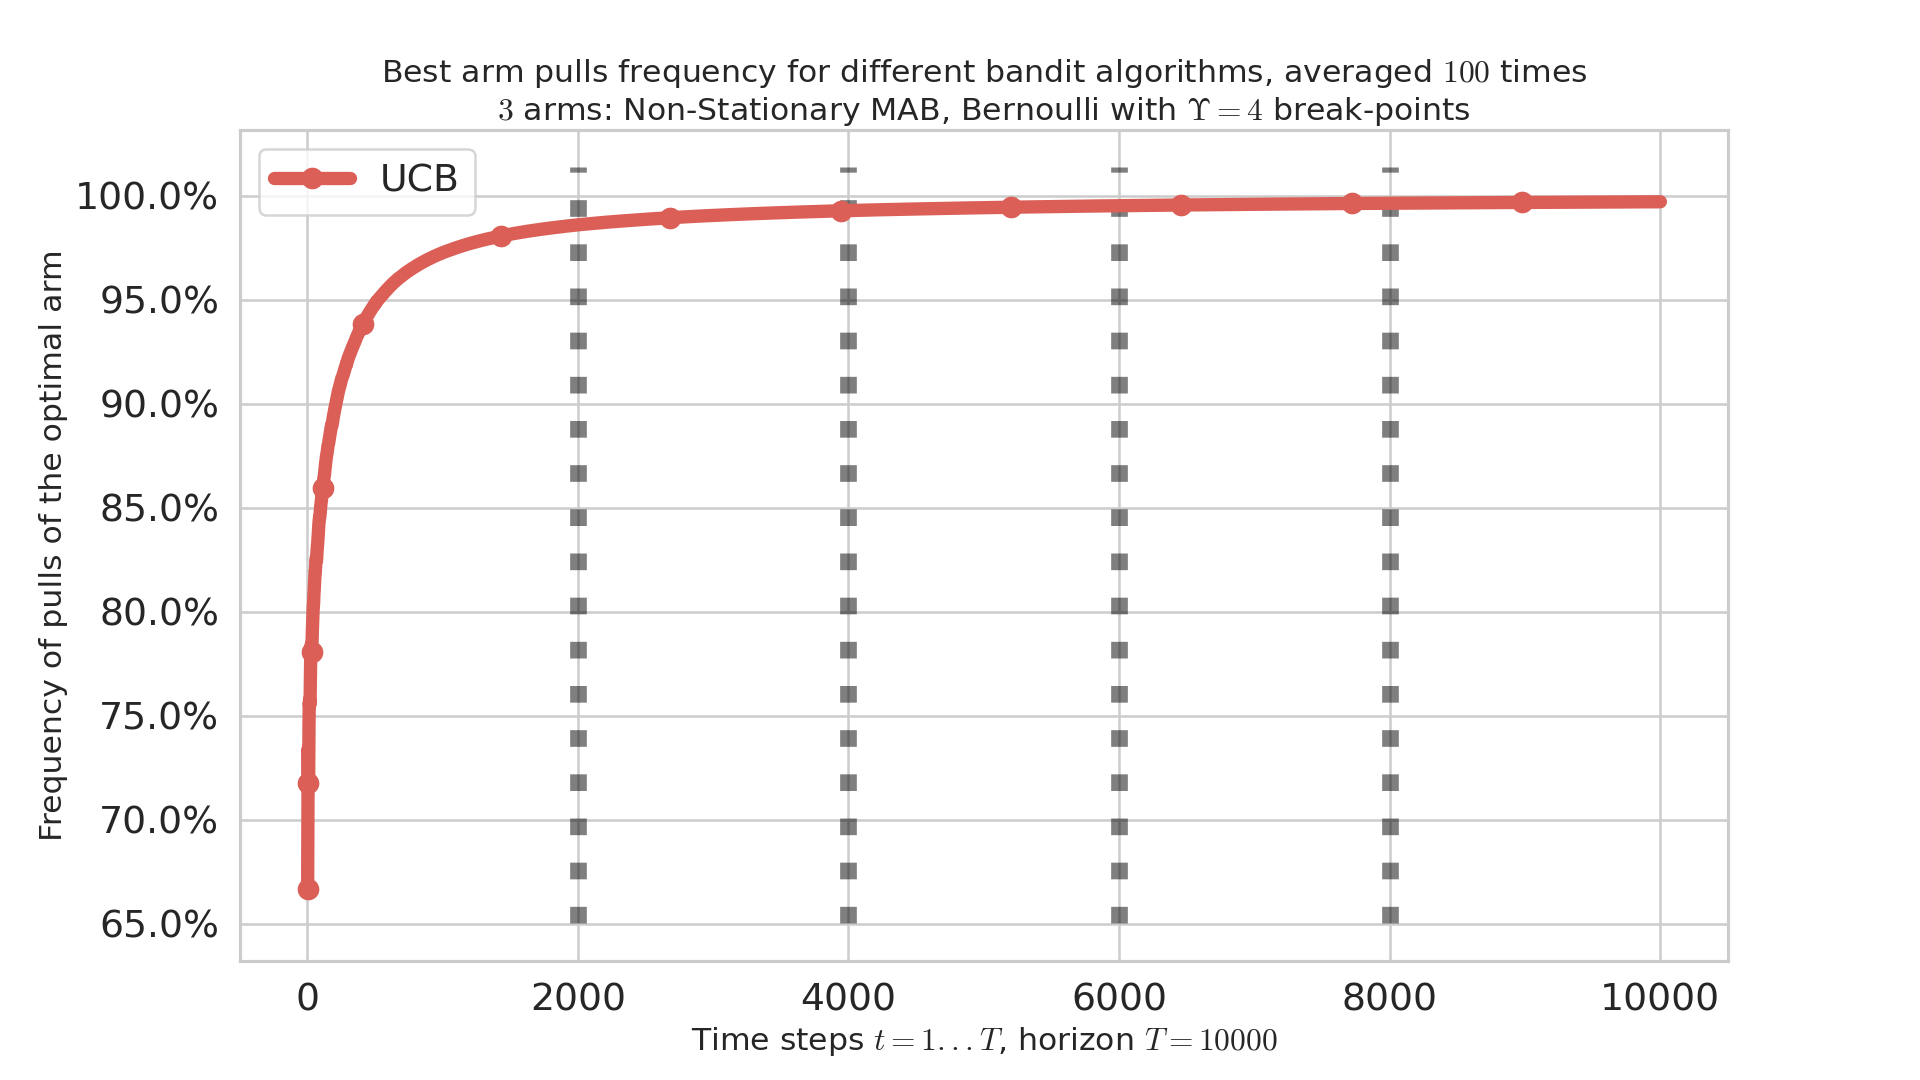 Best arm pulls frequency for different bandit algorithms, averaged 100 times
3 arms: Non-Stationary MAB, Bernoulli with ϒ = 4 break-points
UCB
100.0%
95.0%
90.0%
85.0%
80.0%
75.0%
70.0%
65.0%
Frequency of pulls of the optimal arm
0 2000 4000 6000 8000 10000
Time steps t = 1...T, horizon T = 10000